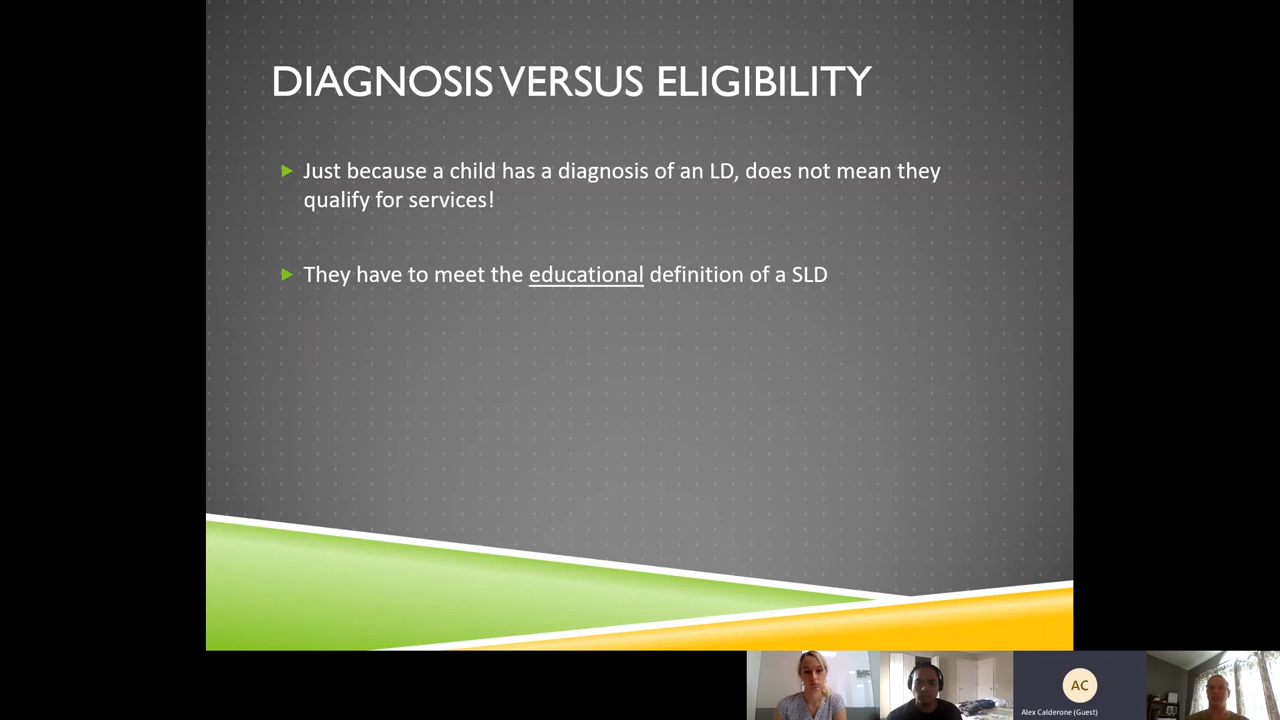 DIAGNOSIS VERSUS ELIGIBILITY
Just because a child has a diagnosis of an LD, does not mean they
qualify for services!
They have to meet the educational definition of a SLD
AC
Alex Calderone (Guest)